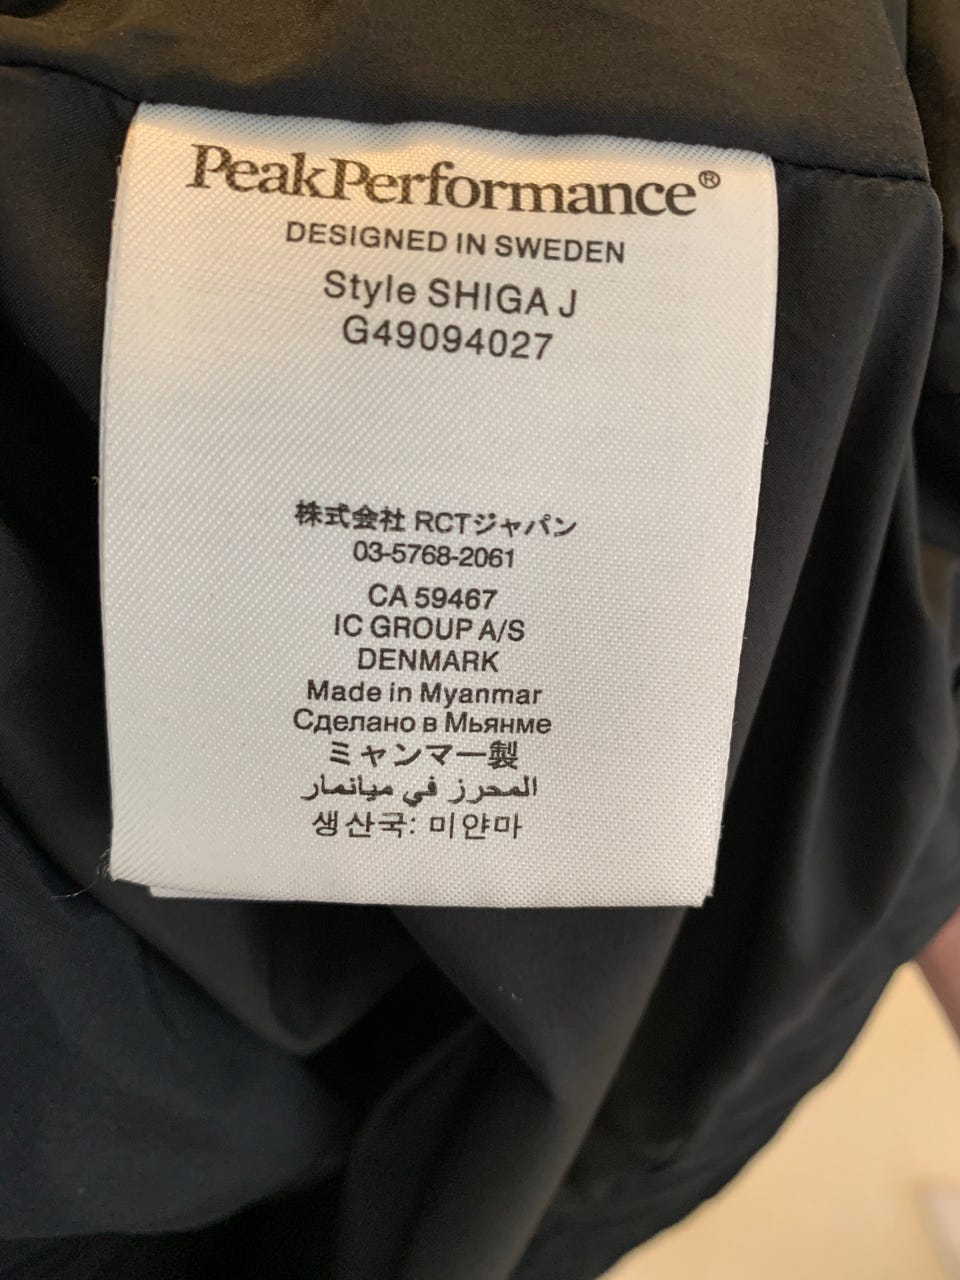 PeakPerformance®
DESIGNED IN SWEDEN
Style SHIGA J
G49094027
株式会社 RCTジャパン
03-5768-2061
CA 59467
IC GROUP A/S
DENMARK
Made in Myanmar
Сделано в Мьянме
ミャンマー製
المحرز في ميانمار
생산국: 미얀마